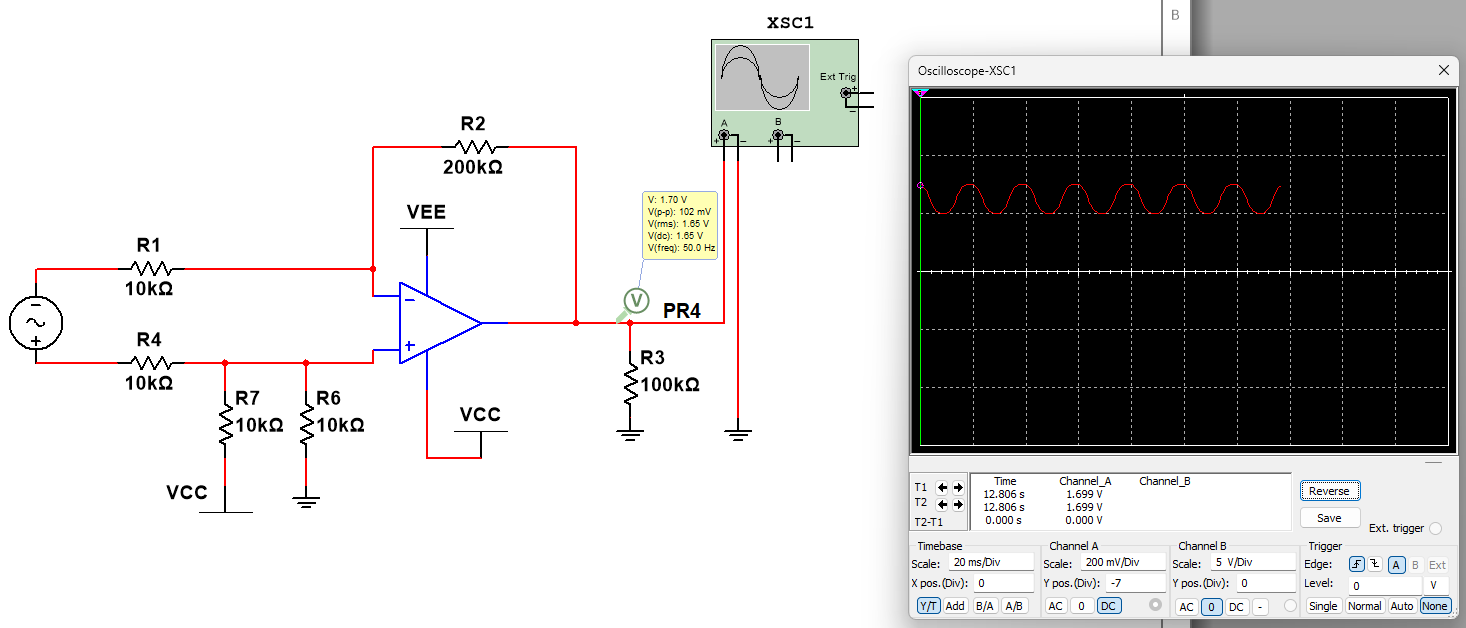 XSC1
B
Ext Trig
+
_
A
B
+
_
+
_
R2
200kΩ
VEE
V: 1.70 V
V(p-p): 102 mV
V(rms): 1.65 V
V(dc): 1.65 V
V(freq): 50.0 Hz
R1
10kΩ
V
PR4
R4
10kΩ
R3
100kΩ
R7
10kΩ
R6
10kΩ
VCC
VCC
Oscilloscope-XSC1
T1
T2
T2-T1
Time Channel_A Channel_B
12.806 s 1.699 V
12.806 s 1.699 V
0.000 s 0.000 V
Reverse
Save
Ext. trigger
Timebase
Scale: 20 ms/Div
X pos.(Div): 0
Y/T Add B/A A/B
Channel A
Scale: 200 mV/Div
Y pos.(Div): -7
AC 0 DC
Channel B
Scale: 5 V/Div
Y pos.(Div): 0
AC 0 DC -
Trigger
Edge: A B Ext
Level: 0 V
Single Normal Auto None